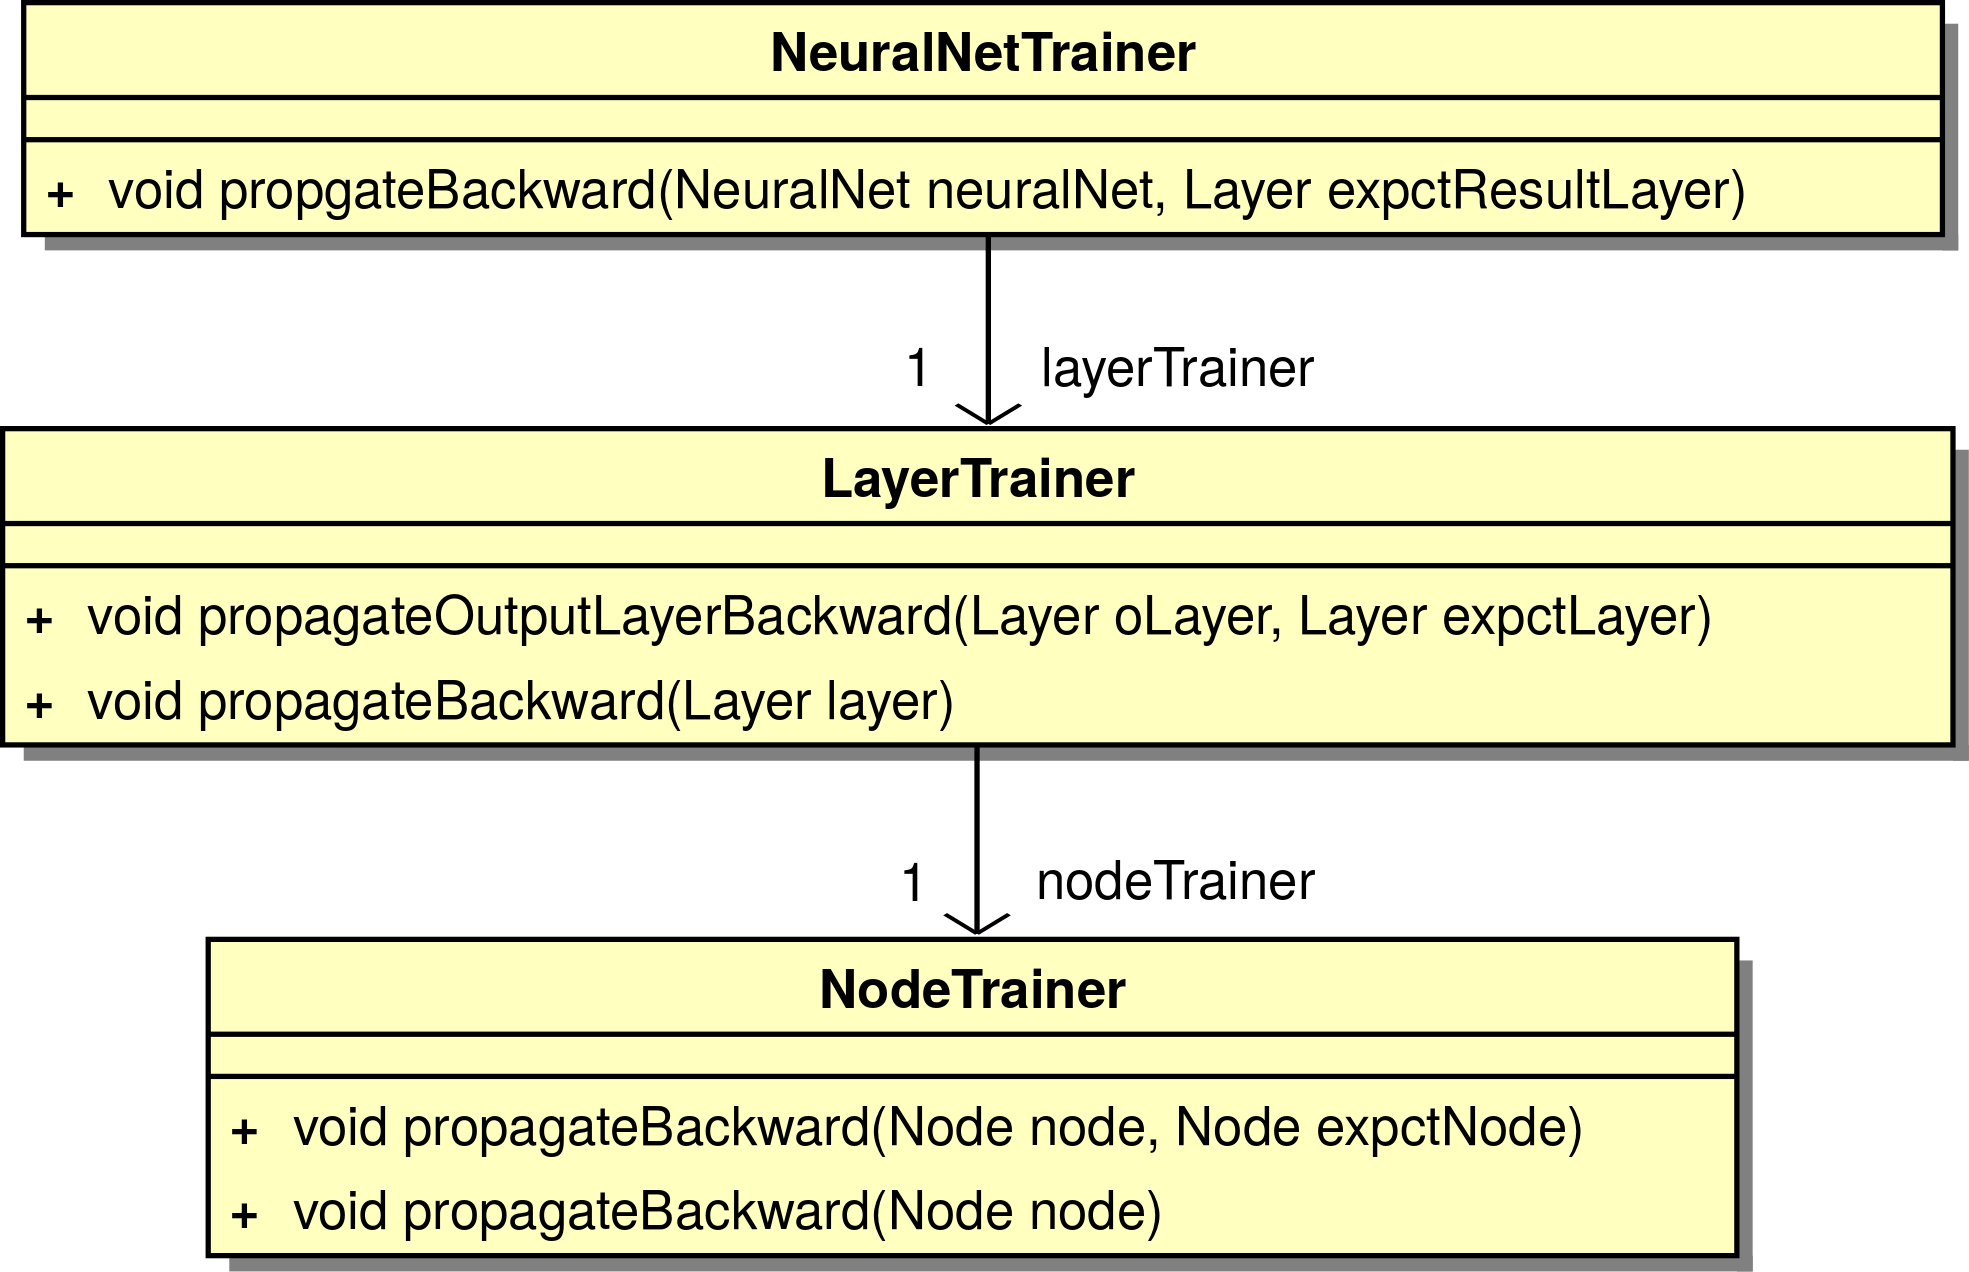 NeuralNetTrainer
+ void propgateBackward(NeuralNet neuralNet, Layer expctResultLayer)
1 layerTrainer
LayerTrainer
+ void propagateOutputLayerBackward(Layer oLayer, Layer expctLayer)
+ void propagateBackward(Layer layer)
1 nodeTrainer
NodeTrainer
+ void propagateBackward(Node node, Node expctNode)
+ void propagateBackward(Node node)